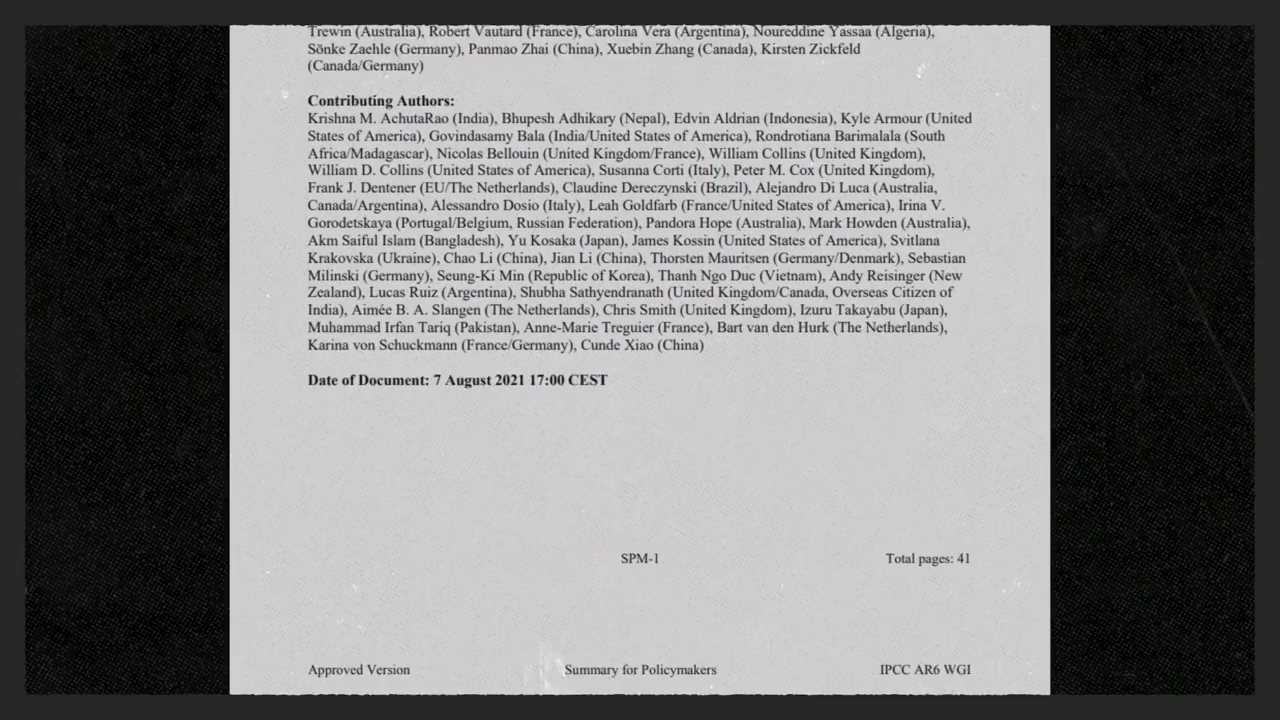 Trewin (Australia), Robert Vautard (France), Carolina Vera (Argentina), Noureddine Yassaa (Algeria),
Sönke Zaehle (Germany), Panmao Zhai (China), Xuebin Zhang (Canada), Kirsten Zickfeld
(Canada/Germany)
Contributing Authors:
Krishna M. AchutaRao (India), Bhupesh Adhikary (Nepal), Edvin Aldrian (Indonesia), Kyle Armour (United
States of America), Govindasamy Bala (India/United States of America), Rondrotiana Barimalala (South
Africa/Madagascar), Nicolas Bellouin (United Kingdom/France), William Collins (United Kingdom),
William D. Collins (United States of America), Susanna Corti (Italy), Peter M. Cox (United Kingdom),
Frank J. Dentener (EU/The Netherlands), Claudine Dereczynski (Brazil), Alejandro Di Luca (Australia,
Canada/Argentina), Alessandro Dosio (Italy), Leah Goldfarb (France/United States of America), Irina V.
Gorodetskaya (Portugal/Belgium, Russian Federation), Pandora Hope (Australia), Mark Howden (Australia),
Akm Saiful Islam (Bangladesh), Yu Kosaka (Japan), James Kossin (United States of America), Svitlana
Krakovska (Ukraine), Chao Li (China), Jian Li (China), Thorsten Mauritsen (Germany/Denmark), Sebastian
Milinski (Germany), Seung-Ki Min (Republic of Korea), Thanh Ngo Duc (Vietnam), Andy Reisinger (New
Zealand), Lucas Ruiz (Argentina), Shubha Sathyendranath (United Kingdom/Canada, Overseas Citizen of
India), Aimée B. A. Slangen (The Netherlands), Chris Smith (United Kingdom), Izuru Takayabu (Japan),
Muhammad Irfan Tariq (Pakistan), Anne-Marie Treguier (France), Bart van den Hurk (The Netherlands),
Karina von Schuckmann (France/Germany), Cunde Xiao (China)
Date of Document: 7 August 2021 17:00 CEST
SPM-1 Total pages: 41
Approved Version Summary for Policymakers IPCC AR6 WGI